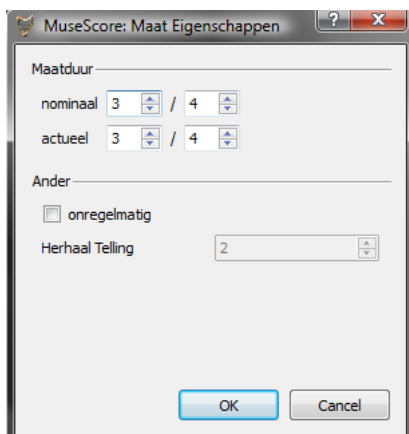 MuseScore: Maat Eigenschappen
Maatduur
nominaal 3 / 4
actueel 3 / 4
Ander
onregelmatig
Herhaal Telling 2
OK Cancel